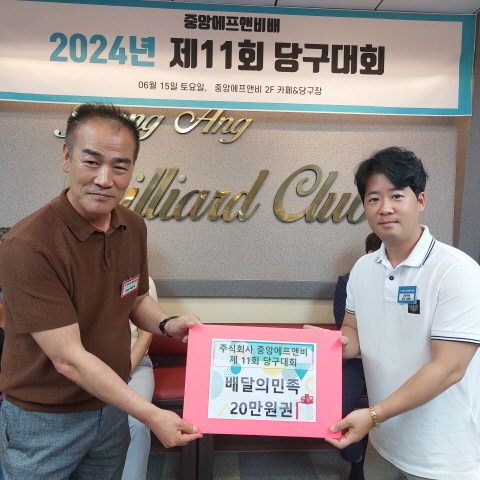 중앙에프앤비배
2024년 제11회 당구대회
06월 15일 토요일, 중앙에프앤비 2F 카페&당구장
Ang
Billiard Club
주식회사 중앙에프앤비
제 11회 당구대회
배달의민족
20만원권